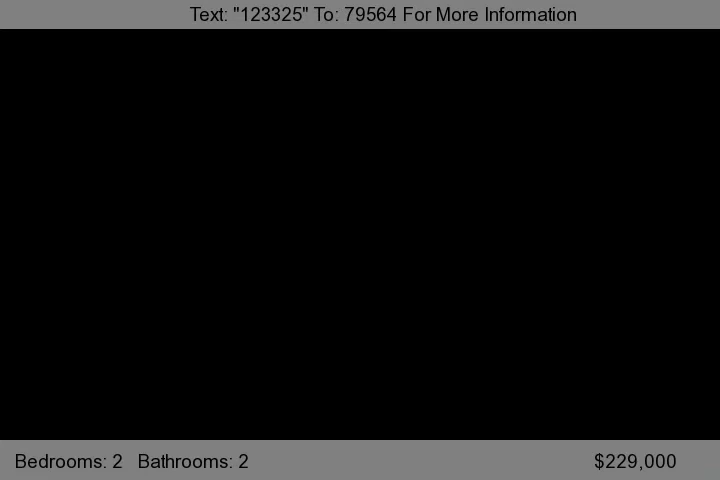 Text: "123325" To: 79564 For More Information
Bedrooms: 2 Bathrooms: 2 $229,000